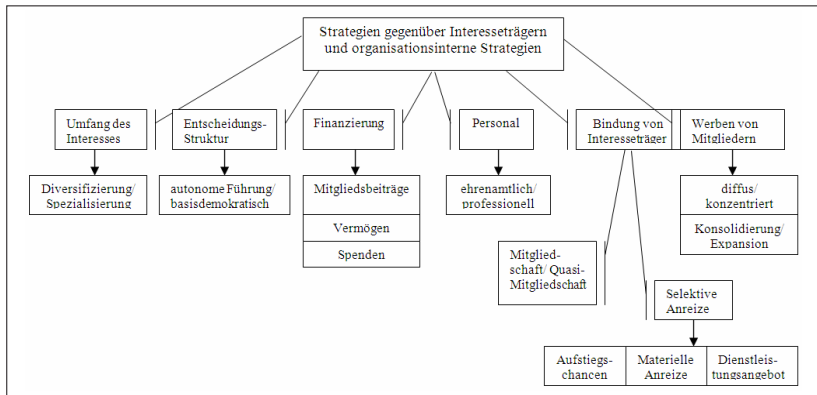 Strategien gegenüber Interesseträgern
und organisationsinterne Strategien
Umfang des
Interesses
Entscheidungs-
Struktur
Finanzierung
Personal
Bindung von
Interesseträger
Werben von
Mitgliedern
Diversifizierung/
Spezialisierung
autonome Führung/
basisdemokratisch
Mitgliedsbeiträge
Vermögen
Spenden
ehrenamtlich/
professionell
diffus/
konzentriert
Konsolidierung/
Expansion
Mitglied-
schaft/ Quasi-
Mitgliedschaft
Selektive
Anreize
Aufstiegs-
chancen
Materielle
Anreize
Dienstleis-
tungsangebot